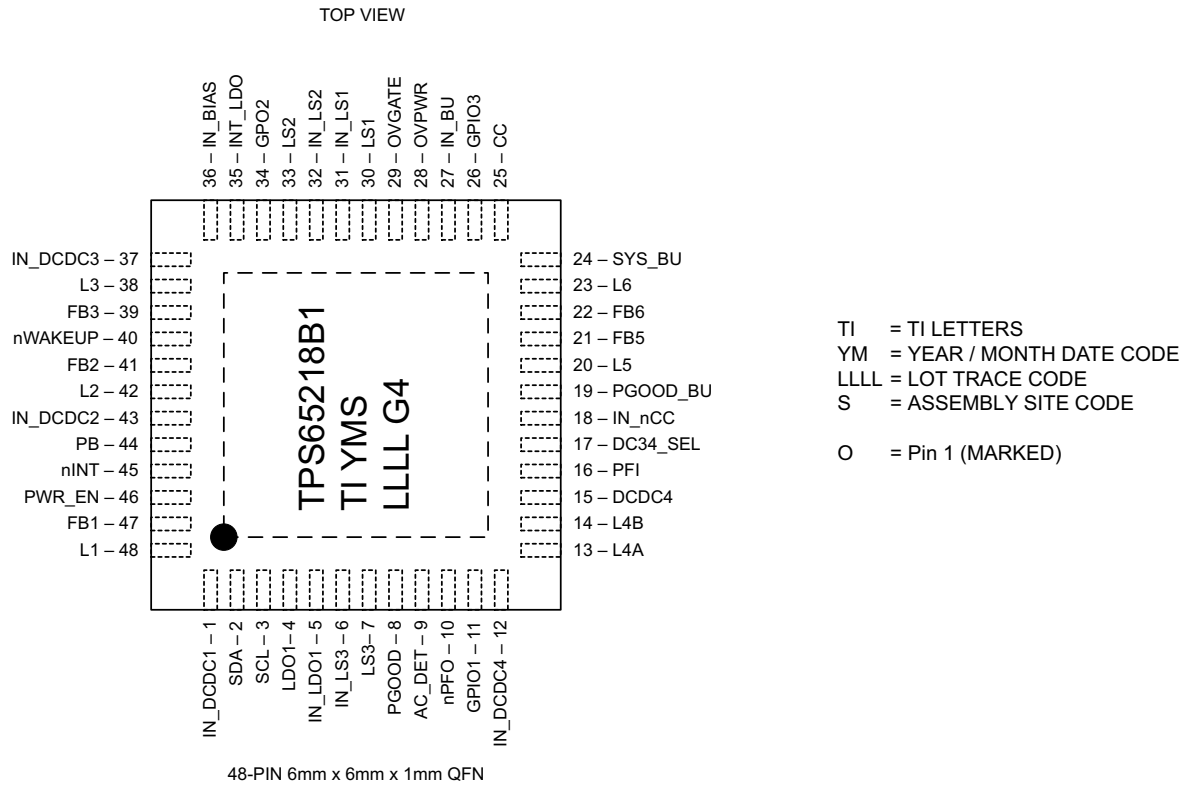 TOP VIEW
36 – IN_BIAS
35 – INT_LDO
34 – GPO2
33 – LS2
32 – IN_LS2
31 – IN_LS1
30 – LS1
29 – OVGATE
28 – OVPWR
27 – IN_BU
26 – GPIO3
25 – CC
IN_DCDC3 – 37
L3 – 38
FB3 – 39
nWAKEUP – 40
FB2 – 41
L2 – 42
IN_DCDC2 – 43
PB – 44
nINT – 45
PWR_EN – 46
FB1 – 47
L1 – 48
TPS65218B1
TI YMS
LLLL G4
24 – SYS_BU
23 – L6
22 – FB6
21 – FB5
20 – L5
19 – PGOOD_BU
18 – IN_nCC
17 – DC34_SEL
16 – PFI
15 – DCDC4
14 – L4B
13 – L4A
IN_DCDC1 – 1
SDA – 2
SCL – 3
LDO1– 4
IN_LDO1 – 5
IN_LS3 – 6
LS3– 7
PGOOD – 8
AC_DET – 9
nPFO – 10
GPIO1 – 11
IN_DCDC4 – 12
48-PIN 6mm x 6mm x 1mm QFN
TI = TI LETTERS
YM = YEAR / MONTH DATE CODE
LLLL = LOT TRACE CODE
S = ASSEMBLY SITE CODE
O = Pin 1 (MARKED)